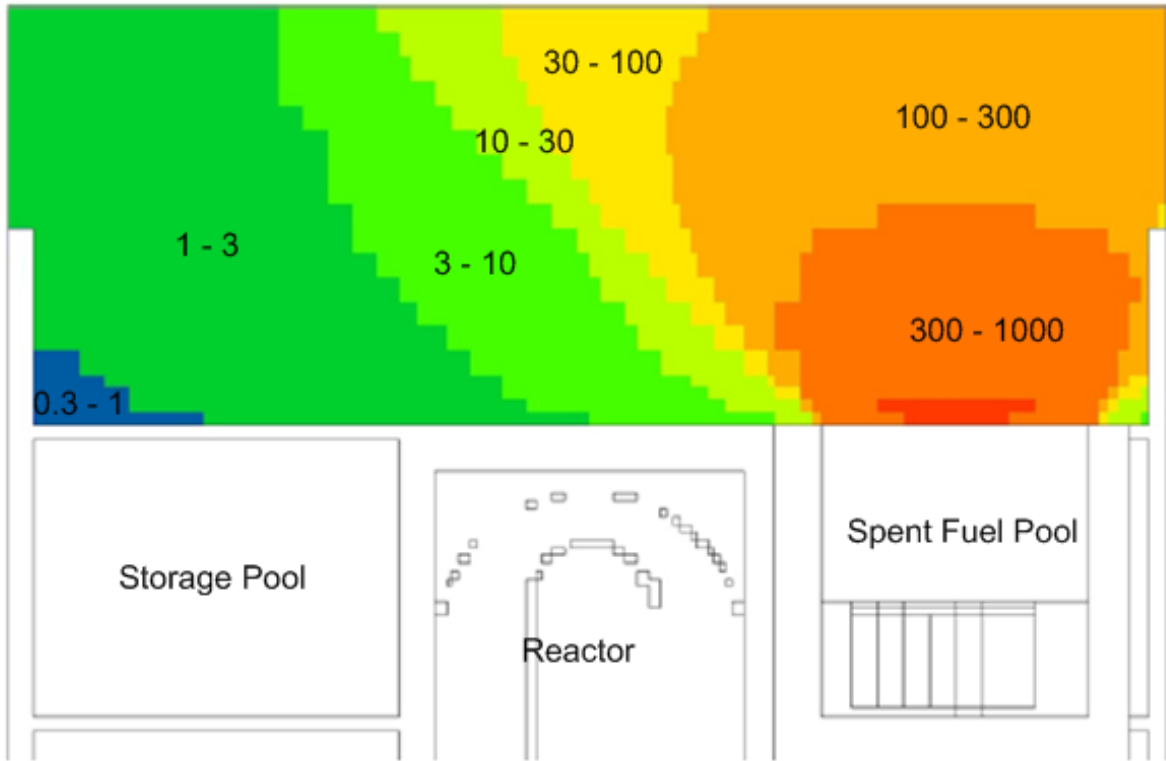 30 - 100
100 - 300
10 - 30
1 - 3
3 - 10
300 - 1000
0.3 - 1
Spent Fuel Pool
Storage Pool
Reactor